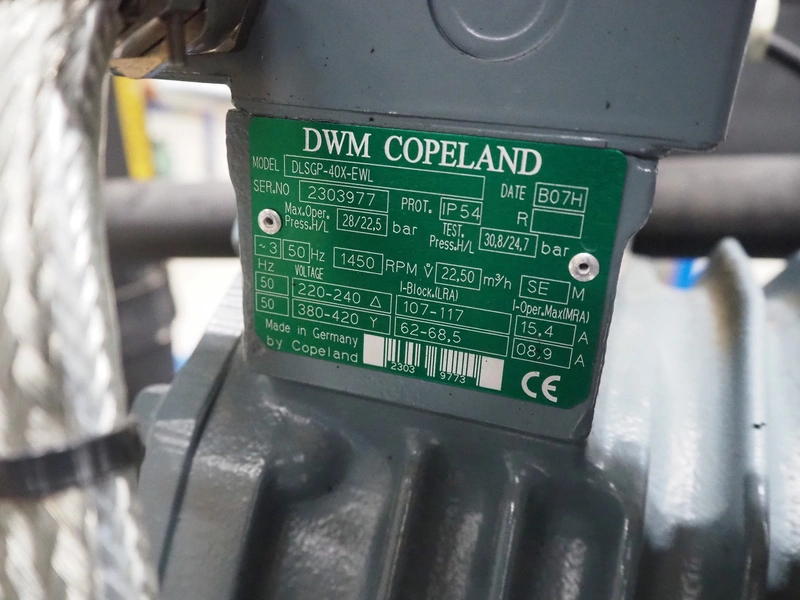 DWM COPELAND
MODEL DLSGP-40X-EWL
SER.NO 2303977 PROT. IP54 DATE B07H
Max.Oper. Press.H/L 28/22,5 bar TEST. Press.H/L 30,8/24,7 bar R
~3 50 Hz 1450 RPM V̇ 22,50 m³/h SE M
Hz VOLTAGE I-Block.(LRA) I-Oper.Max(MRA)
50 220-240 Δ 107-117 15.4 A
50 380-420 Y 62-68.5 08.9 A
Made in Germany
by Copeland
2303 9773
CE